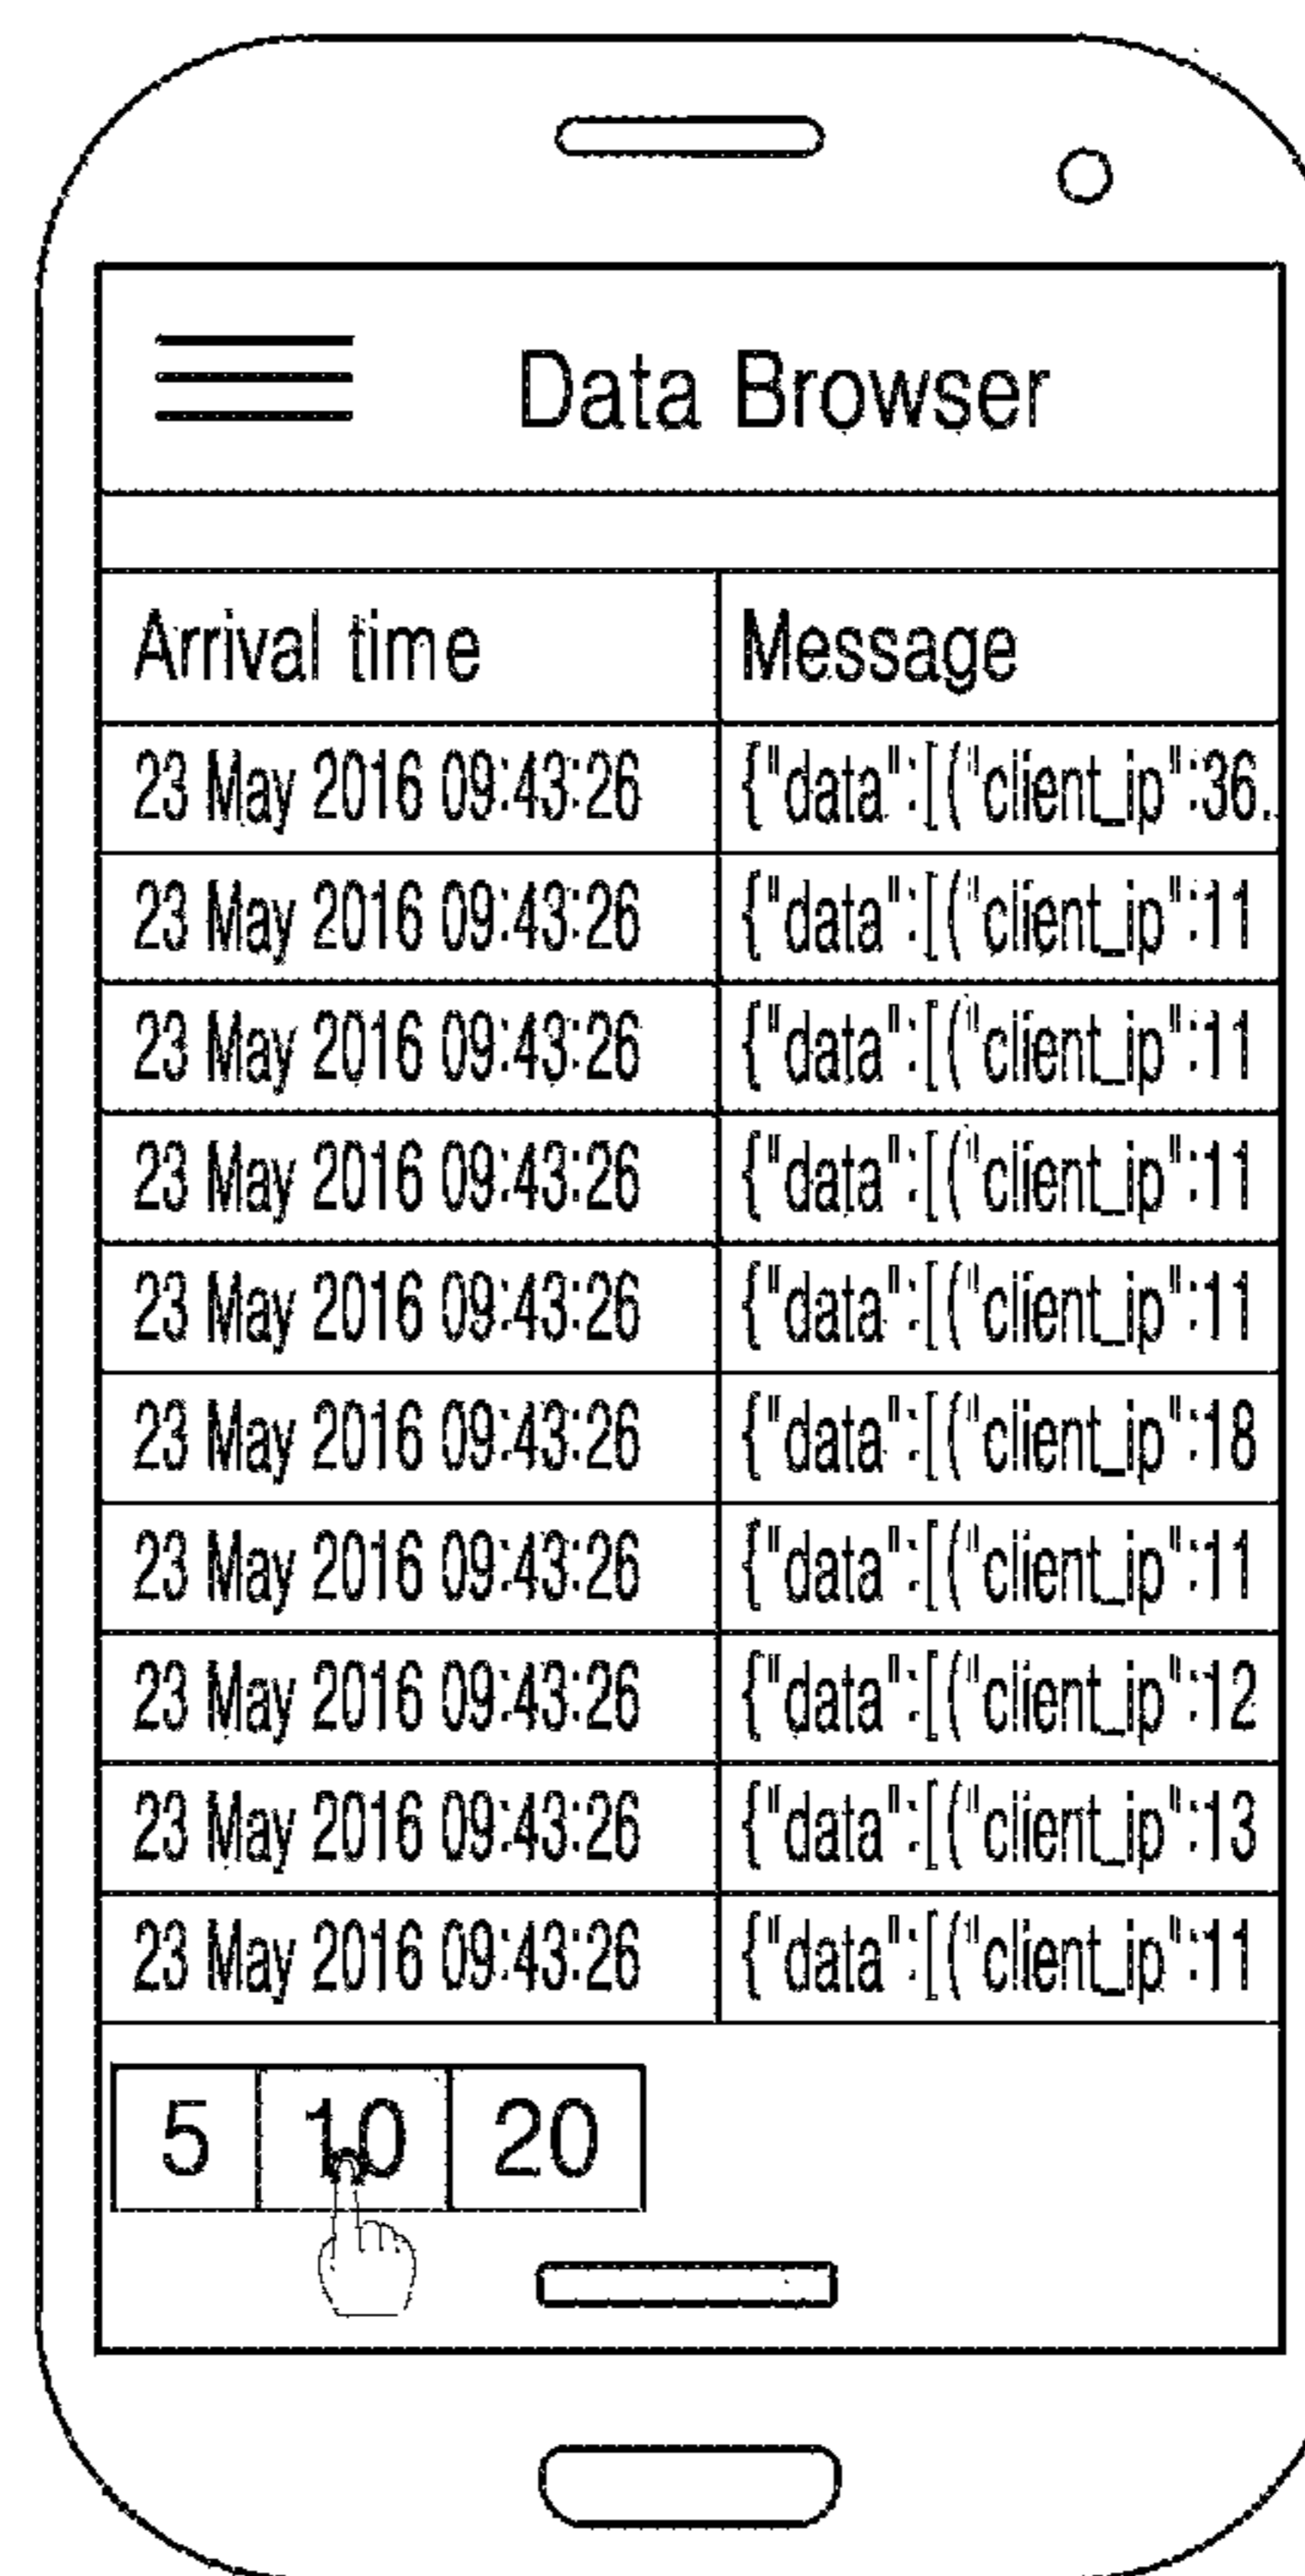 Data Browser
Arrival time Message
23 May 2016 09:43:26 {"data":[("client_ip":36..
23 May 2016 09:43:26 {"data":[("client_ip":11
23 May 2016 09:43:26 {"data":[("client_ip":11
23 May 2016 09:43:26 {"data":[("client_ip":11
23 May 2016 09:43:26 {"data":[("client_ip":11
23 May 2016 09:43:26 {"data":[("client_ip":18
23 May 2016 09:43:26 {"data":[("client_ip":11
23 May 2016 09:43:26 {"data":[("client_ip":12
23 May 2016 09:43:26 {"data":[("client_ip":13
23 May 2016 09:43:26 {"data":[("client_ip":11
5 10 20